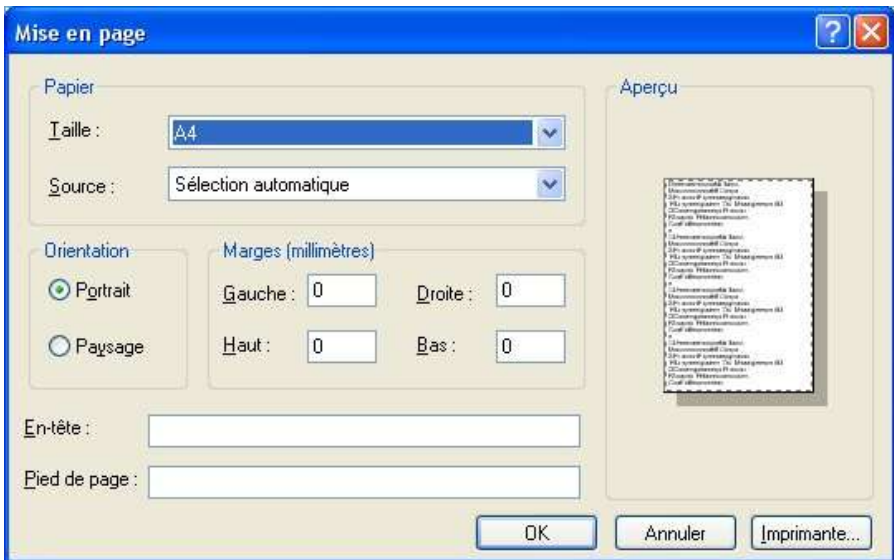 Mise en page
Papier
Taille :
A4
Source :
Sélection automatique
Orientation
Portrait
Paysage
Marges (millimètres)
Gauche : 0 Droite : 0
Haut : 0 Bas : 0
Aperçu
En-tête :
Pied de page :
OK Annuler Imprimante...